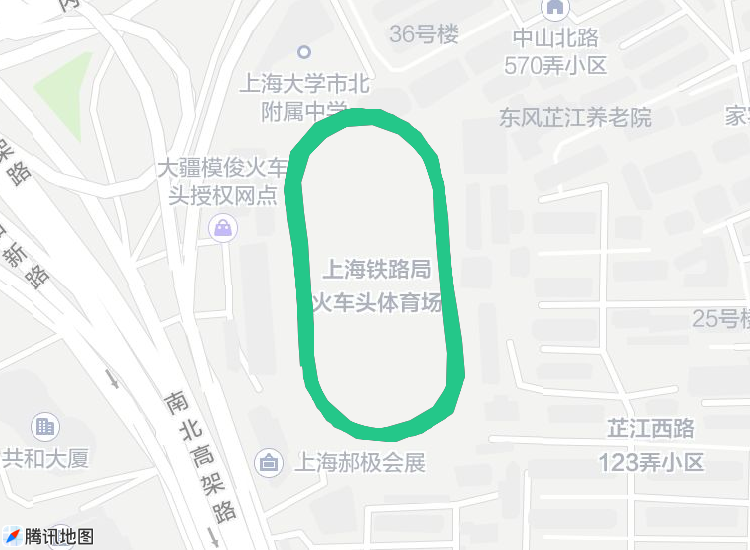 36号楼
中山北路
570弄小区
上海大学市北
附属中学
东风芷江养老院
大疆模俊火车
头授权网点
架路
新路
上海铁路局
火车头体育场
25号楼
南北高架路
芷江西路
123弄小区
共和大厦
上海郝极会展
腾讯地图